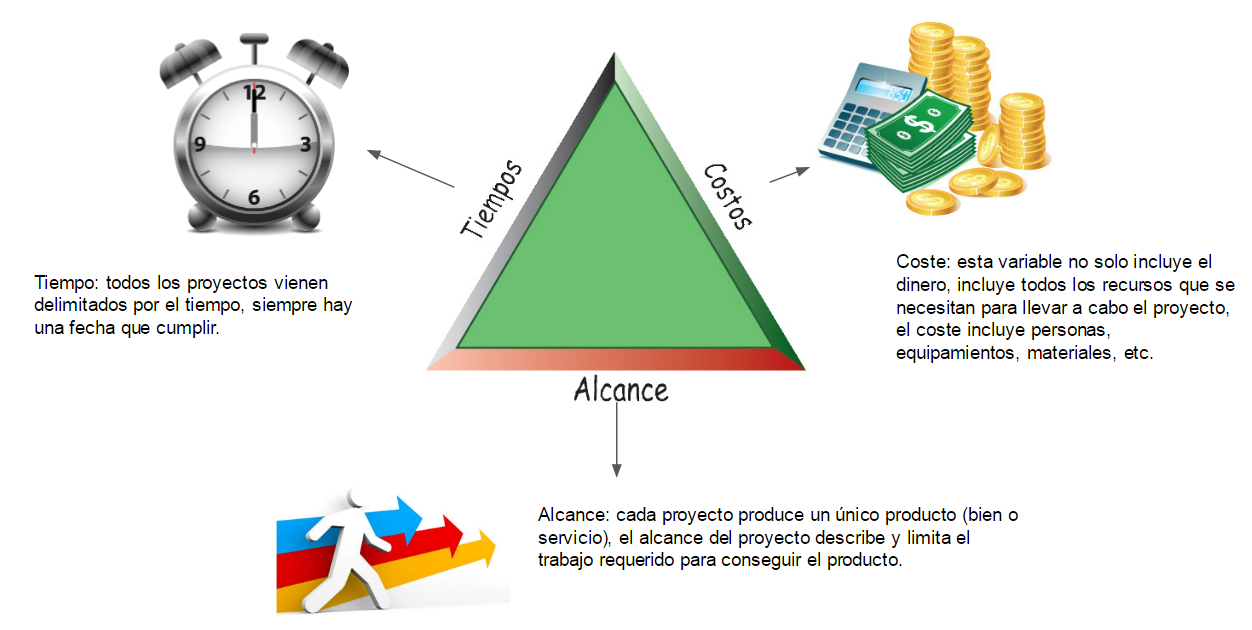 12
9
3
6
650
Tiempos
Costos
Alcance
Tiempo: todos los proyectos vienen
delimitados por el tiempo, siempre hay
una fecha que cumplir.
Coste: esta variable no solo incluye el
dinero, incluye todos los recursos que se
necesitan para llevar a cabo el proyecto,
el coste incluye personas,
equipamientos, materiales, etc.
Alcance: cada proyecto produce un único producto (bien o
servicio), el alcance del proyecto describe y limita el
trabajo requerido para conseguir el producto.